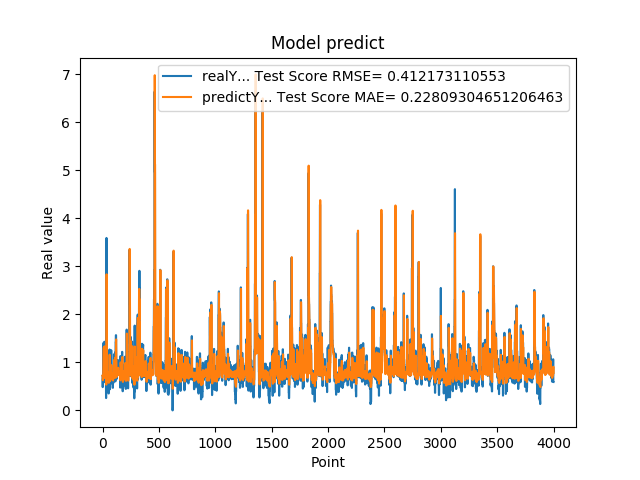 Model predict
realY... Test Score RMSE= 0.412173110553
predictY... Test Score MAE= 0.22809304651206463
7
6
5
4
3
2
1
0
Real value
0 500 1000 1500 2000 2500 3000 3500 4000
Point